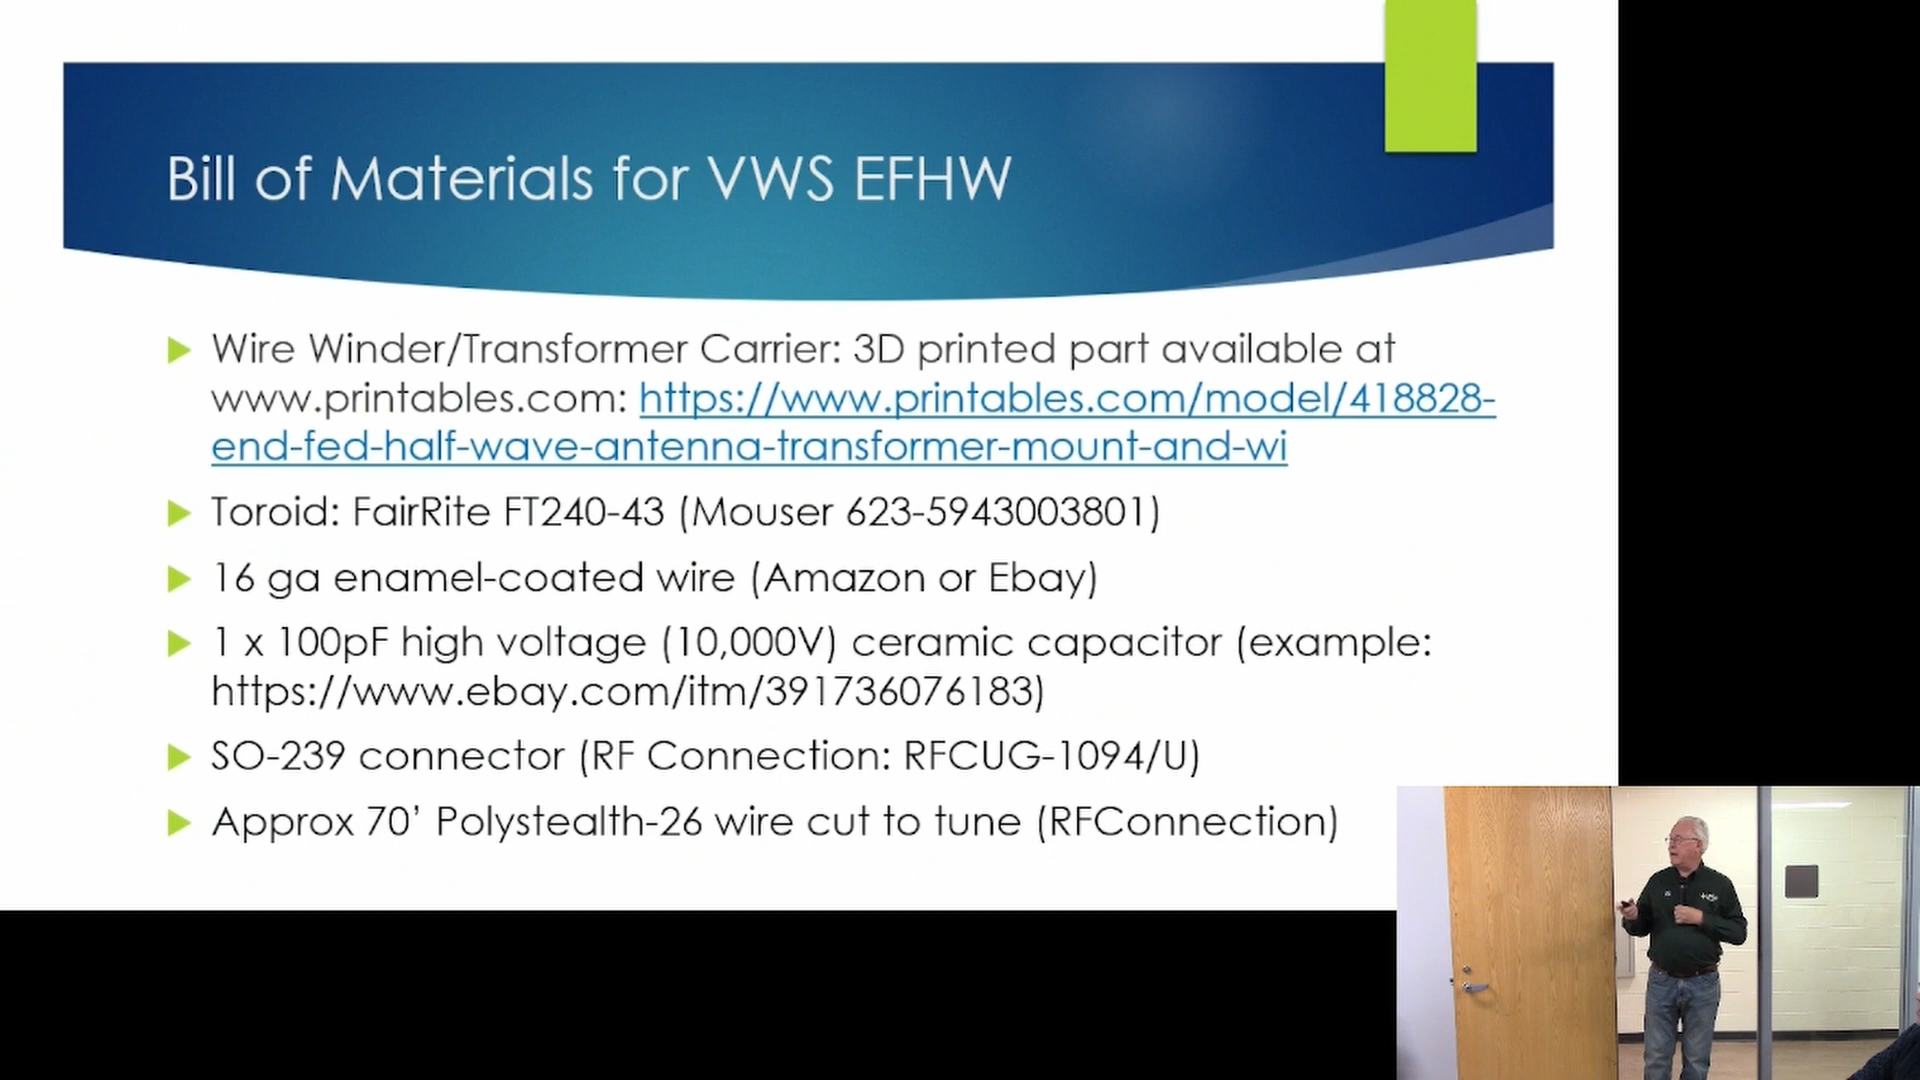 Bill of Materials for VWS EFHW
Wire Winder/Transformer Carrier: 3D printed part available at
www.printables.com: https://www.printables.com/model/418828-
end-fed-half-wave-antenna-transformer-mount-and-wi
Toroid: FairRite FT240-43 (Mouser 623-5943003801)
16 ga enamel-coated wire (Amazon or Ebay)
1 x 100pF high voltage (10,000V) ceramic capacitor (example:
https://www.ebay.com/itm/391736076183)
SO-239 connector (RF Connection: RFCUG-1094/U)
Approx 70’ Polystealth-26 wire cut to tune (RFConnection)